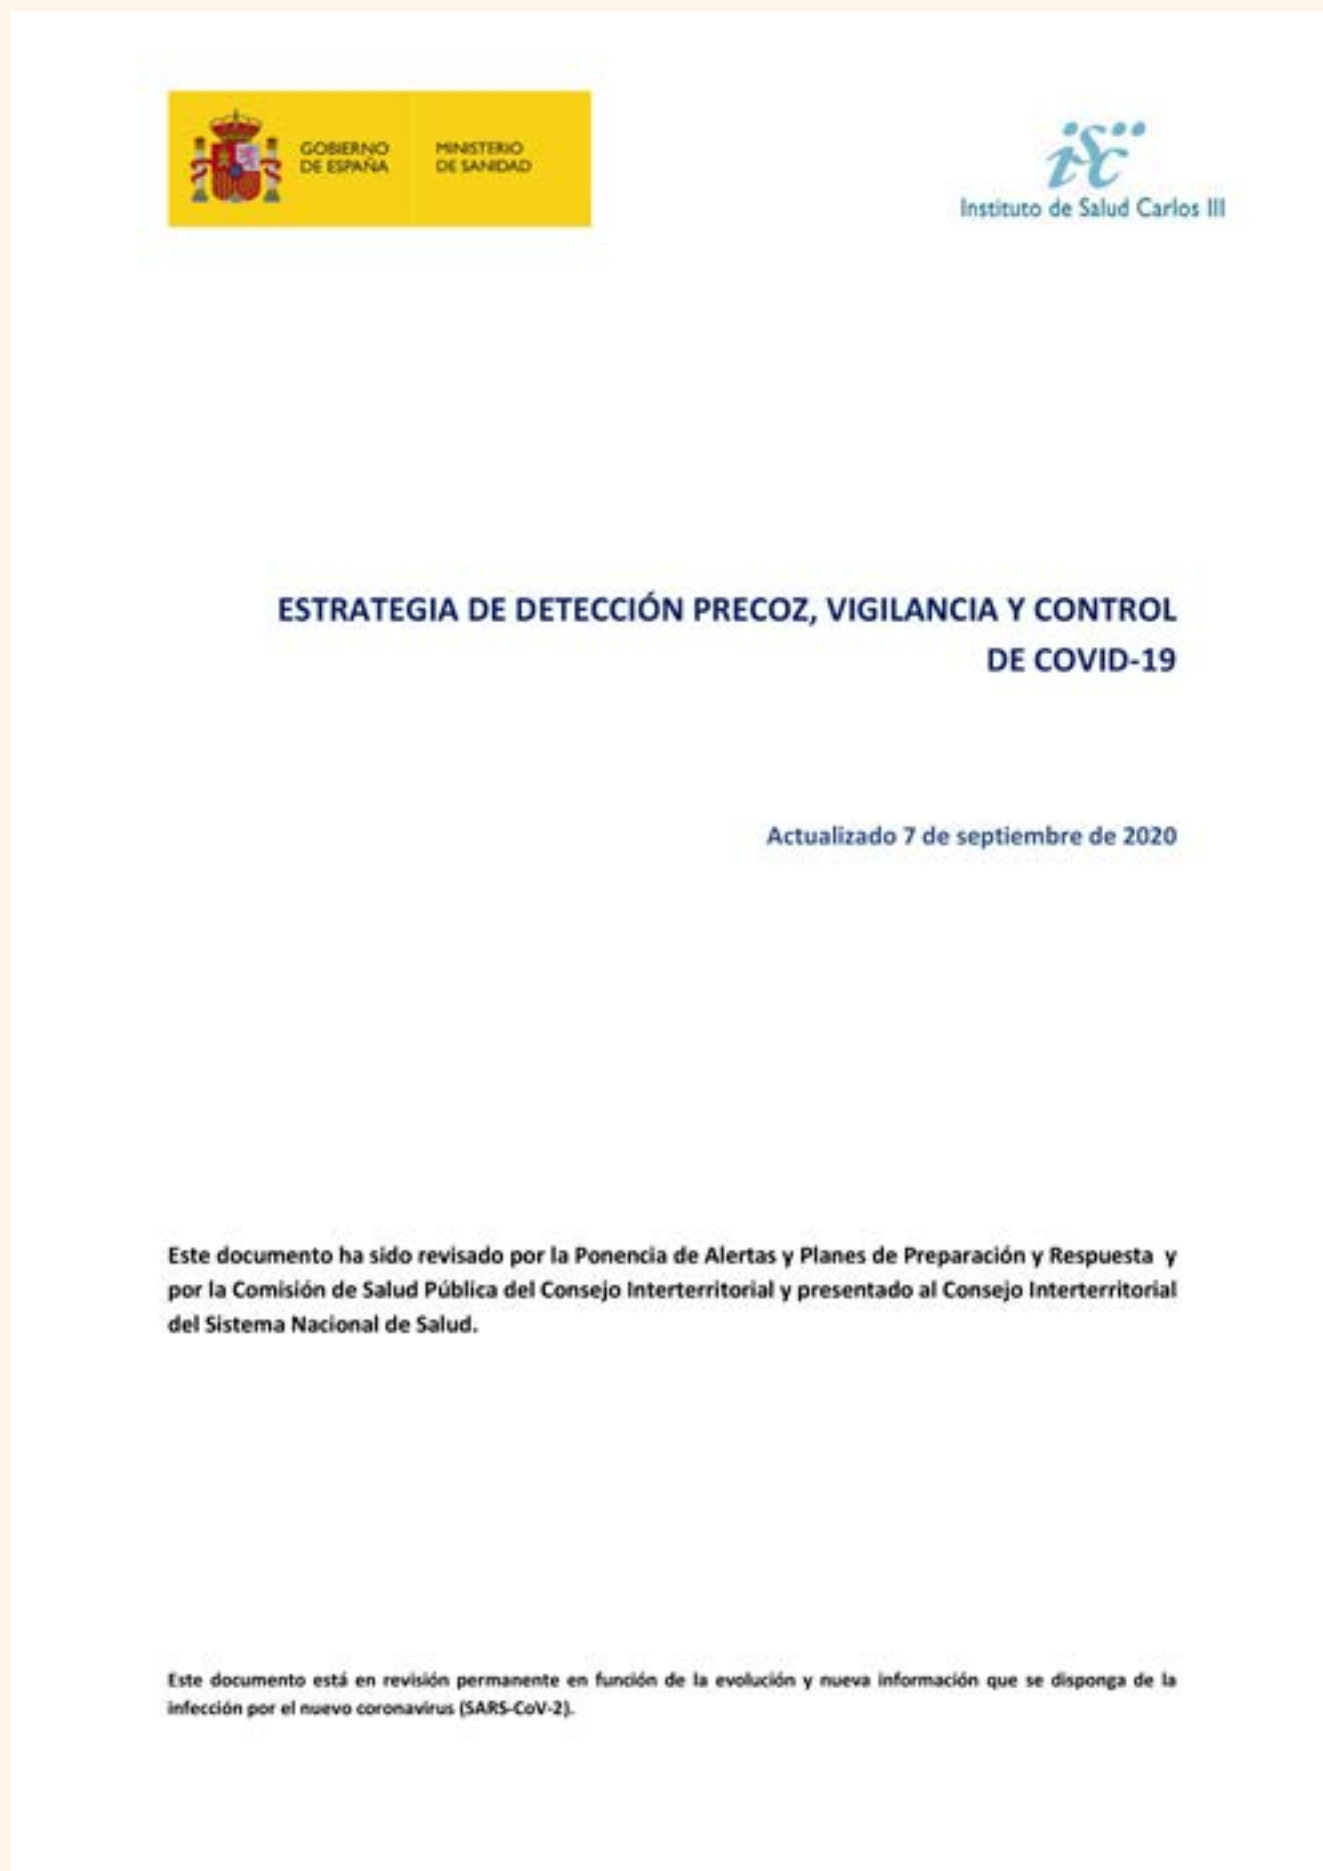 GOBIERNO
DE ESPAÑA
MINISTERIO
DE SANIDAD
isciii
Instituto de Salud Carlos III
ESTRATEGIA DE DETECCIÓN PRECOZ, VIGILANCIA Y CONTROL
DE COVID-19
Actualizado 7 de septiembre de 2020
Este documento ha sido revisado por la Ponencia de Alertas y Planes de Preparación y Respuesta y
por la Comisión de Salud Pública del Consejo Interterritorial y presentado al Consejo Interterritorial
del Sistema Nacional de Salud.
Este documento está en revisión permanente en función de la evolución y nueva información que se disponga de la
infección por el nuevo coronavirus (SARS-CoV-2).